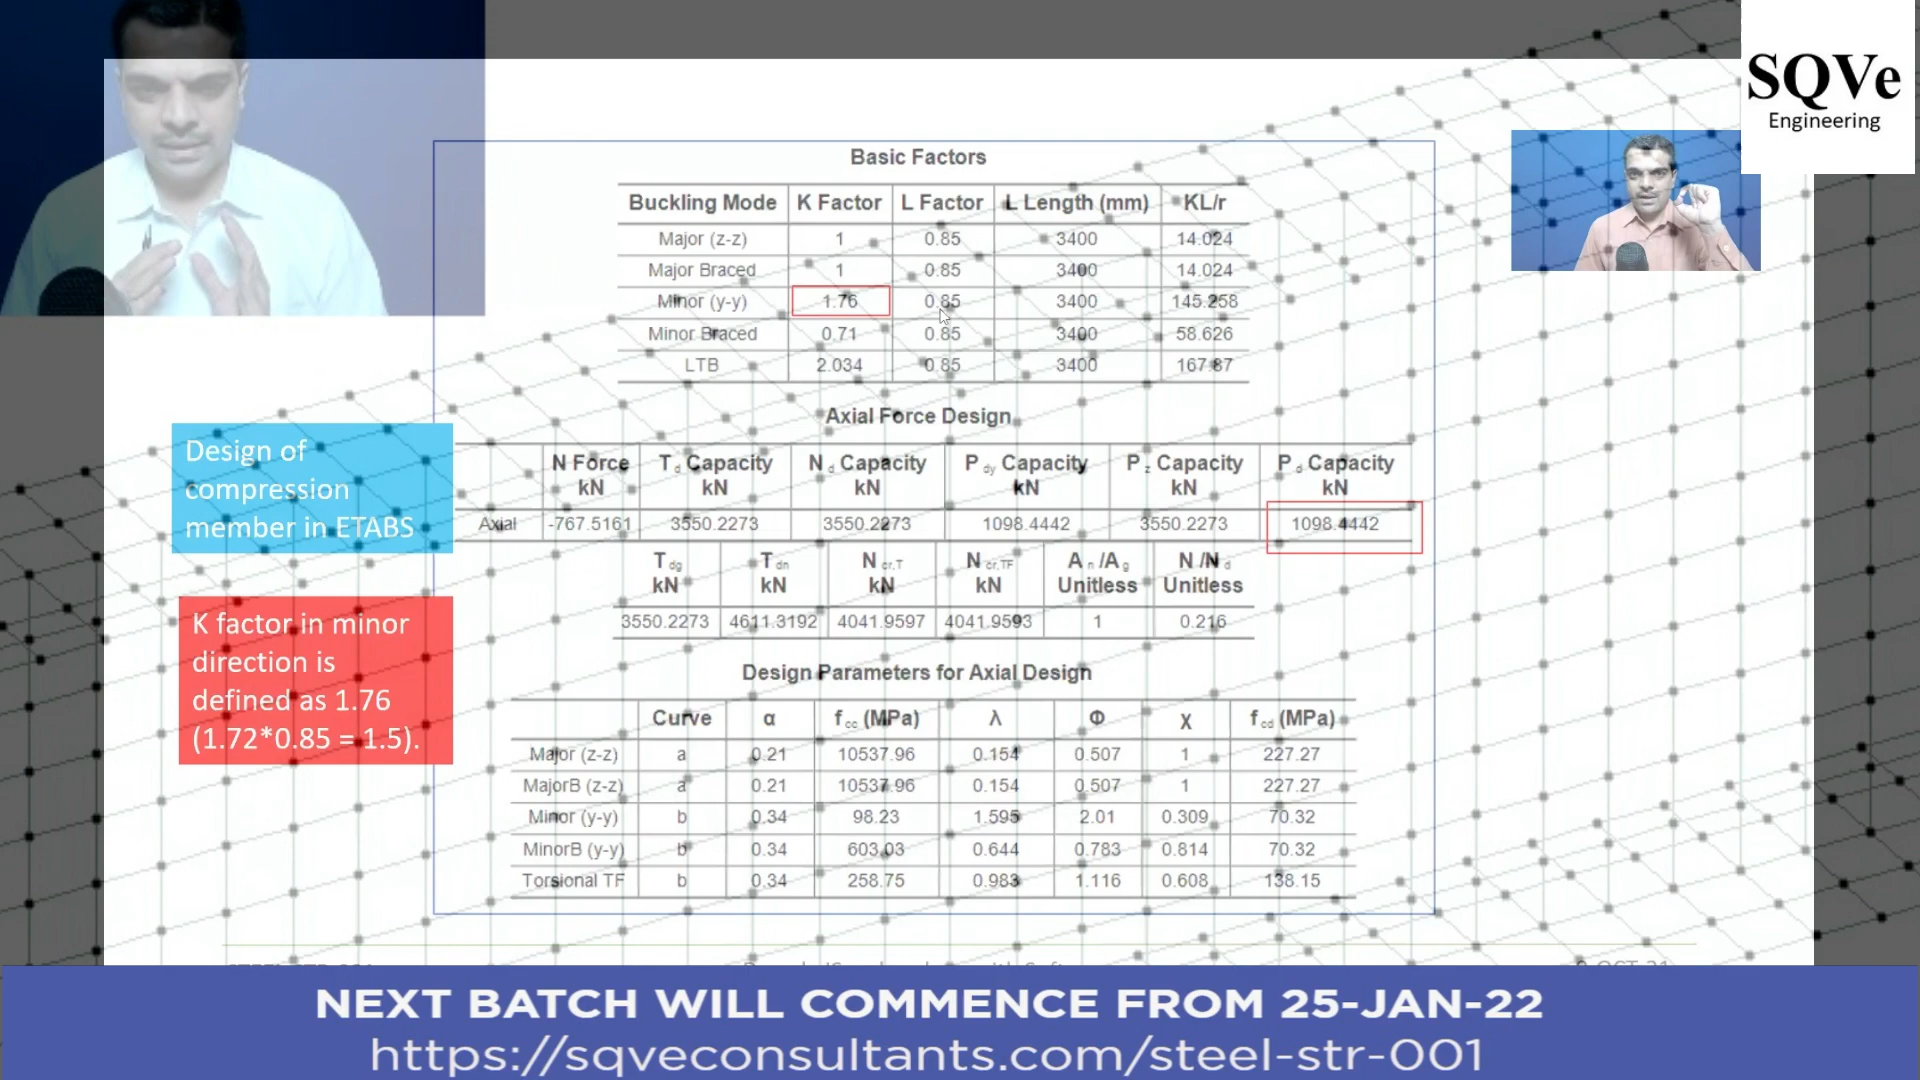 SQVe
Engineering
Basic Factors
Buckling Mode K Factor L Factor L Length (mm) KL/r
Major (z-z) 1 0.85 3400 14.024
Major Braced 1 0.85 3400 14.024
Minor (y-y) 1.76 0.85 3400 145.258
Minor Braced 0.71 0.85 3400 58.626
LTB 2.034 0.85 3400 167.87
Axial Force Design
N Force T d Capacity N d Capacity P dy Capacity P z Capacity P d Capacity
kN kN kN kN kN kN
Axial -767.5161 3550.2273 3550.2273 1098.4442 3550.2273 1098.4442
T dg T dn N cr,T N cr,TF A n /A g N /N d
kN kN kN kN Unitless Unitless
3550.2273 4611.3192 4041.9597 4041.9593 1 0.216
Design Parameters for Axial Design
Curve α f cc (MPa) λ Φ χ f cd (MPa)
Major (z-z) a 0.21 10537.96 0.154 0.507 1 227.27
MajorB (z-z) a 0.21 10537.96 0.154 0.507 1 227.27
Minor (y-y) b 0.34 98.23 1.595 2.01 0.309 70.32
MinorB (y-y) b 0.34 603.03 0.644 0.783 0.814 70.32
Torsional TF b 0.34 258.75 0.983 1.116 0.608 138.15
Design of
compression
member in ETABS
K factor in minor
direction is
defined as 1.76
(1.72*0.85 = 1.5).
NEXT BATCH WILL COMMENCE FROM 25-JAN-22
https://sqveconsultants.com/steel-str-001